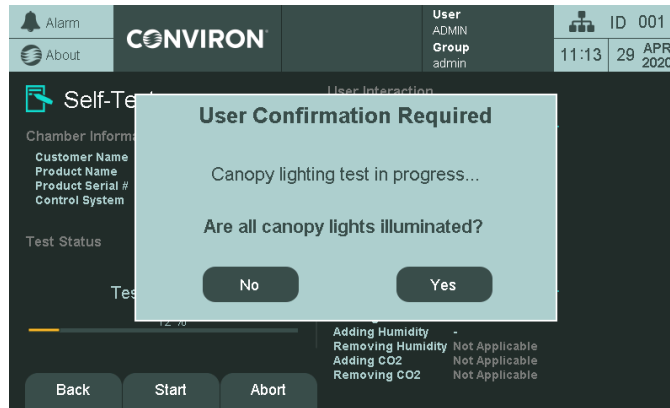 Alarm
About
CONVIRON
User
ADMIN
Group
admin
ID 001
11:13 29 APR 2020
Self-Te
User Interaction
Chamber Informa
Customer Name
Product Name
Product Serial #
Control System
Test Status
Tes
12 %
User Confirmation Required
Canopy lighting test in progress...
Are all canopy lights illuminated?
No Yes
Adding Humidity -
Removing Humidity Not Applicable
Adding CO2 Not Applicable
Removing CO2 Not Applicable
Back Start Abort